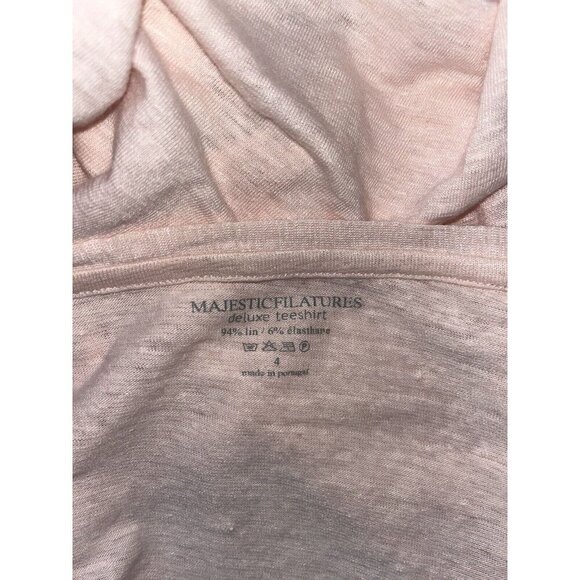 MAJESTICFILATURES
deluxe teeshirt
94% lin / 6% élasthane
4
made in portugal